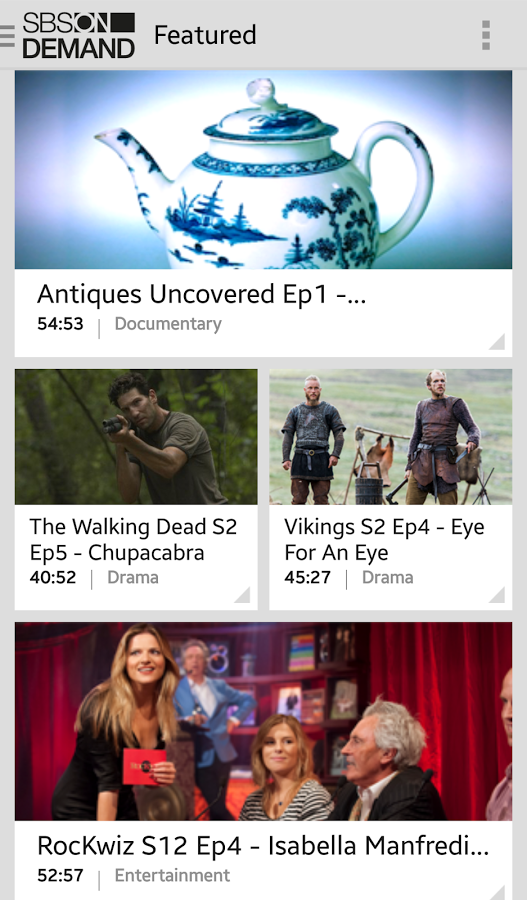 SBS ON
DEMAND
Featured
Antiques Uncovered Ep1 -...
54:53 | Documentary
The Walking Dead S2
Ep5 - Chupacabra
40:52 | Drama
Vikings S2 Ep4 - Eye
For An Eye
45:27 | Drama
RocKwiz S12 Ep4 - Isabella Manfredi...
52:57 | Entertainment